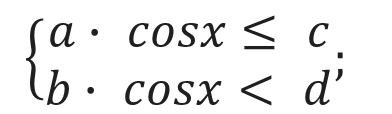 {a · cosx ≤ c
b · cosx < d;